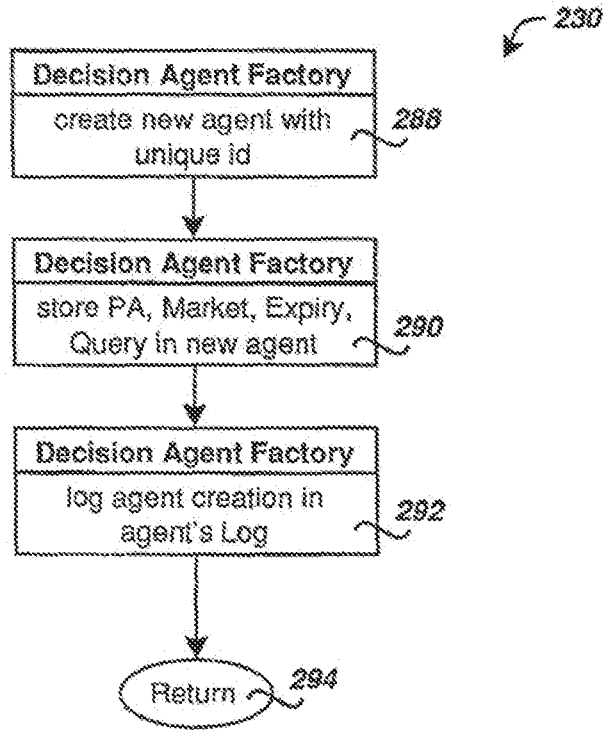 230
Decision Agent Factory
create new agent with
unique id
288
Decision Agent Factory
store PA, Market, Expiry,
Query in new agent
290
Decision Agent Factory
log agent creation in
agent's Log
292
Return
294